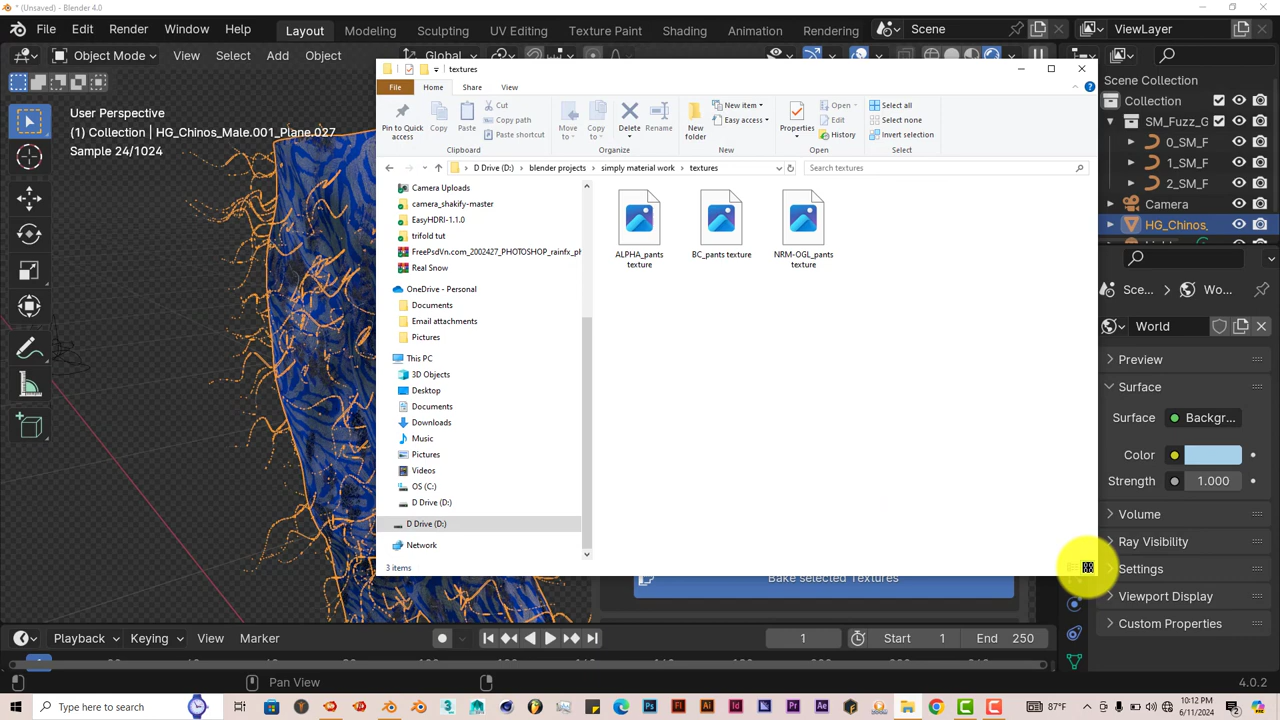 * (Unsaved) - Blender 4.0
File Edit Render Window Help
Layout Modeling Sculpting UV Editing Texture Paint Shading Animation Rendering
Scene
ViewLayer
Object Mode
View Select Add Object
Global
User Perspective
(1) Collection | HG_Chinos_Male.001_Plane.027
Sample 24/1024
textures
File Home Share View
Pin to Quick access
Copy
Paste
Cut
Copy path
Paste shortcut
Clipboard
Move to
Copy to
Delete
Rename
Organize
New folder
New item
Easy access
New
Properties
Open
Edit
History
Open
Select all
Select none
Invert selection
Select
D Drive (D:) › blender projects › simply material work › textures
Search textures
Camera Uploads
camera_shakify-master
EasyHDRI-1.1.0
trifold tut
FreePsdVn.com_2002427_PHOTOSHOP_rainfx_ph
Real Snow
OneDrive - Personal
Documents
Email attachments
Pictures
This PC
3D Objects
Desktop
Documents
Downloads
Music
Pictures
Videos
OS (C:)
D Drive (D:)
D Drive (D:)
Network
3 items
ALPHA_pants texture
BC_pants texture
NRM-OGL_pants texture
Scene Collection
Collection
SM_Fuzz_G
0_SM_F
1_SM_F
2_SM_F
Camera
HG_Chinos_
Sce...
Wo...
World
Preview
Surface
Surface Backgr...
Color
Strength 1.000
Volume
Ray Visibility
Settings
Viewport Display
Custom Properties
Bake selected Textures
Playback Keying View Marker
1
Start 1
End 250
Pan View
4.0.2
Type here to search
87°F
10:12 PM
6/11/2024